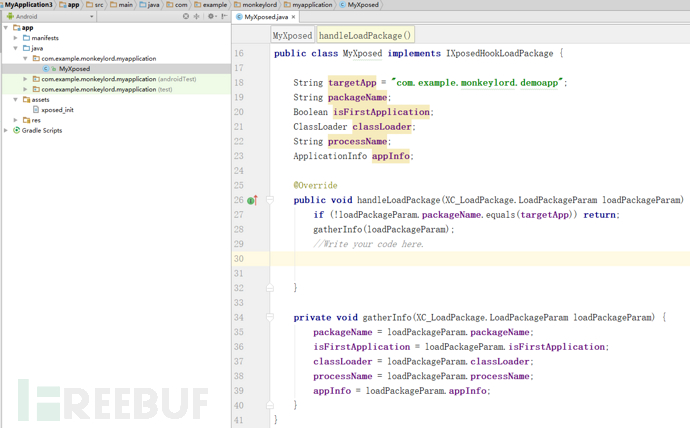 MyApplication3 app src main java com example monkeylord myapplication MyXposed
Android
MyXposed.java
app
manifests
java
com.example.monkeylord.myapplication
MyXposed
com.example.monkeylord.myapplication (androidTest)
com.example.monkeylord.myapplication (test)
assets
xposed_init
res
Gradle Scripts
MyXposed handleLoadPackage()
16 public class MyXposed implements IXposedHookLoadPackage {
17
18 String targetApp = "com.example.monkeylord.demoapp";
19 String packageName;
20 Boolean isFirstApplication;
21 ClassLoader classLoader;
22 String processName;
23 ApplicationInfo appInfo;
24
25 @Override
26 public void handleLoadPackage(XC_LoadPackage.LoadPackageParam loadPackageParam)
27 if (!loadPackageParam.packageName.equals(targetApp)) return;
28 gatherInfo(loadPackageParam);
29 //Write your code here.
30
31
32 }
33
34 private void gatherInfo(XC_LoadPackage.LoadPackageParam loadPackageParam) {
35 packageName = loadPackageParam.packageName;
36 isFirstApplication = loadPackageParam.isFirstApplication;
37 classLoader = loadPackageParam.classLoader;
38 processName = loadPackageParam.processName;
39 appInfo = loadPackageParam.appInfo;
40 }
41 }
FREEBUF